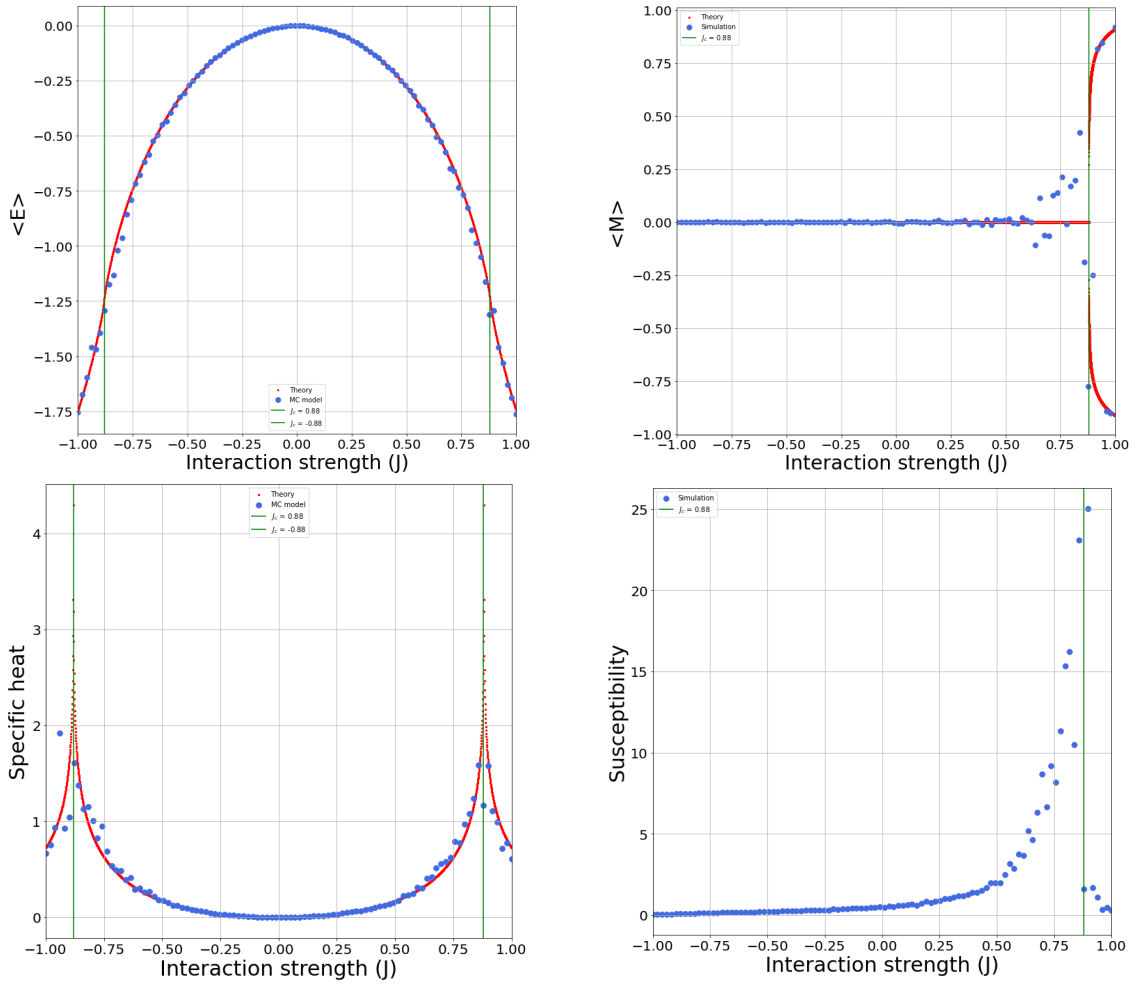 0.00
−0.25
−0.50
−0.75
−1.00
−1.25
−1.50
−1.75
<E>
Theory
MC model
J_c = 0.88
J_c = -0.88
−1.00 −0.75 −0.50 −0.25 0.00 0.25 0.50 0.75 1.00
Interaction strength (J)
1.00
0.75
0.50
0.25
0.00
−0.25
−0.50
−0.75
−1.00
<M>
Theory
Simulation
J_c = 0.88
−1.00 −0.75 −0.50 −0.25 0.00 0.25 0.50 0.75 1.00
Interaction strength (J)
4
3
2
1
0
Specific heat
Theory
MC model
J_c = 0.88
J_c = -0.88
−1.00 −0.75 −0.50 −0.25 0.00 0.25 0.50 0.75 1.00
Interaction strength (J)
25
20
15
10
5
0
Susceptibility
Simulation
J_c = 0.88
−1.00 −0.75 −0.50 −0.25 0.00 0.25 0.50 0.75 1.00
Interaction strength (J)